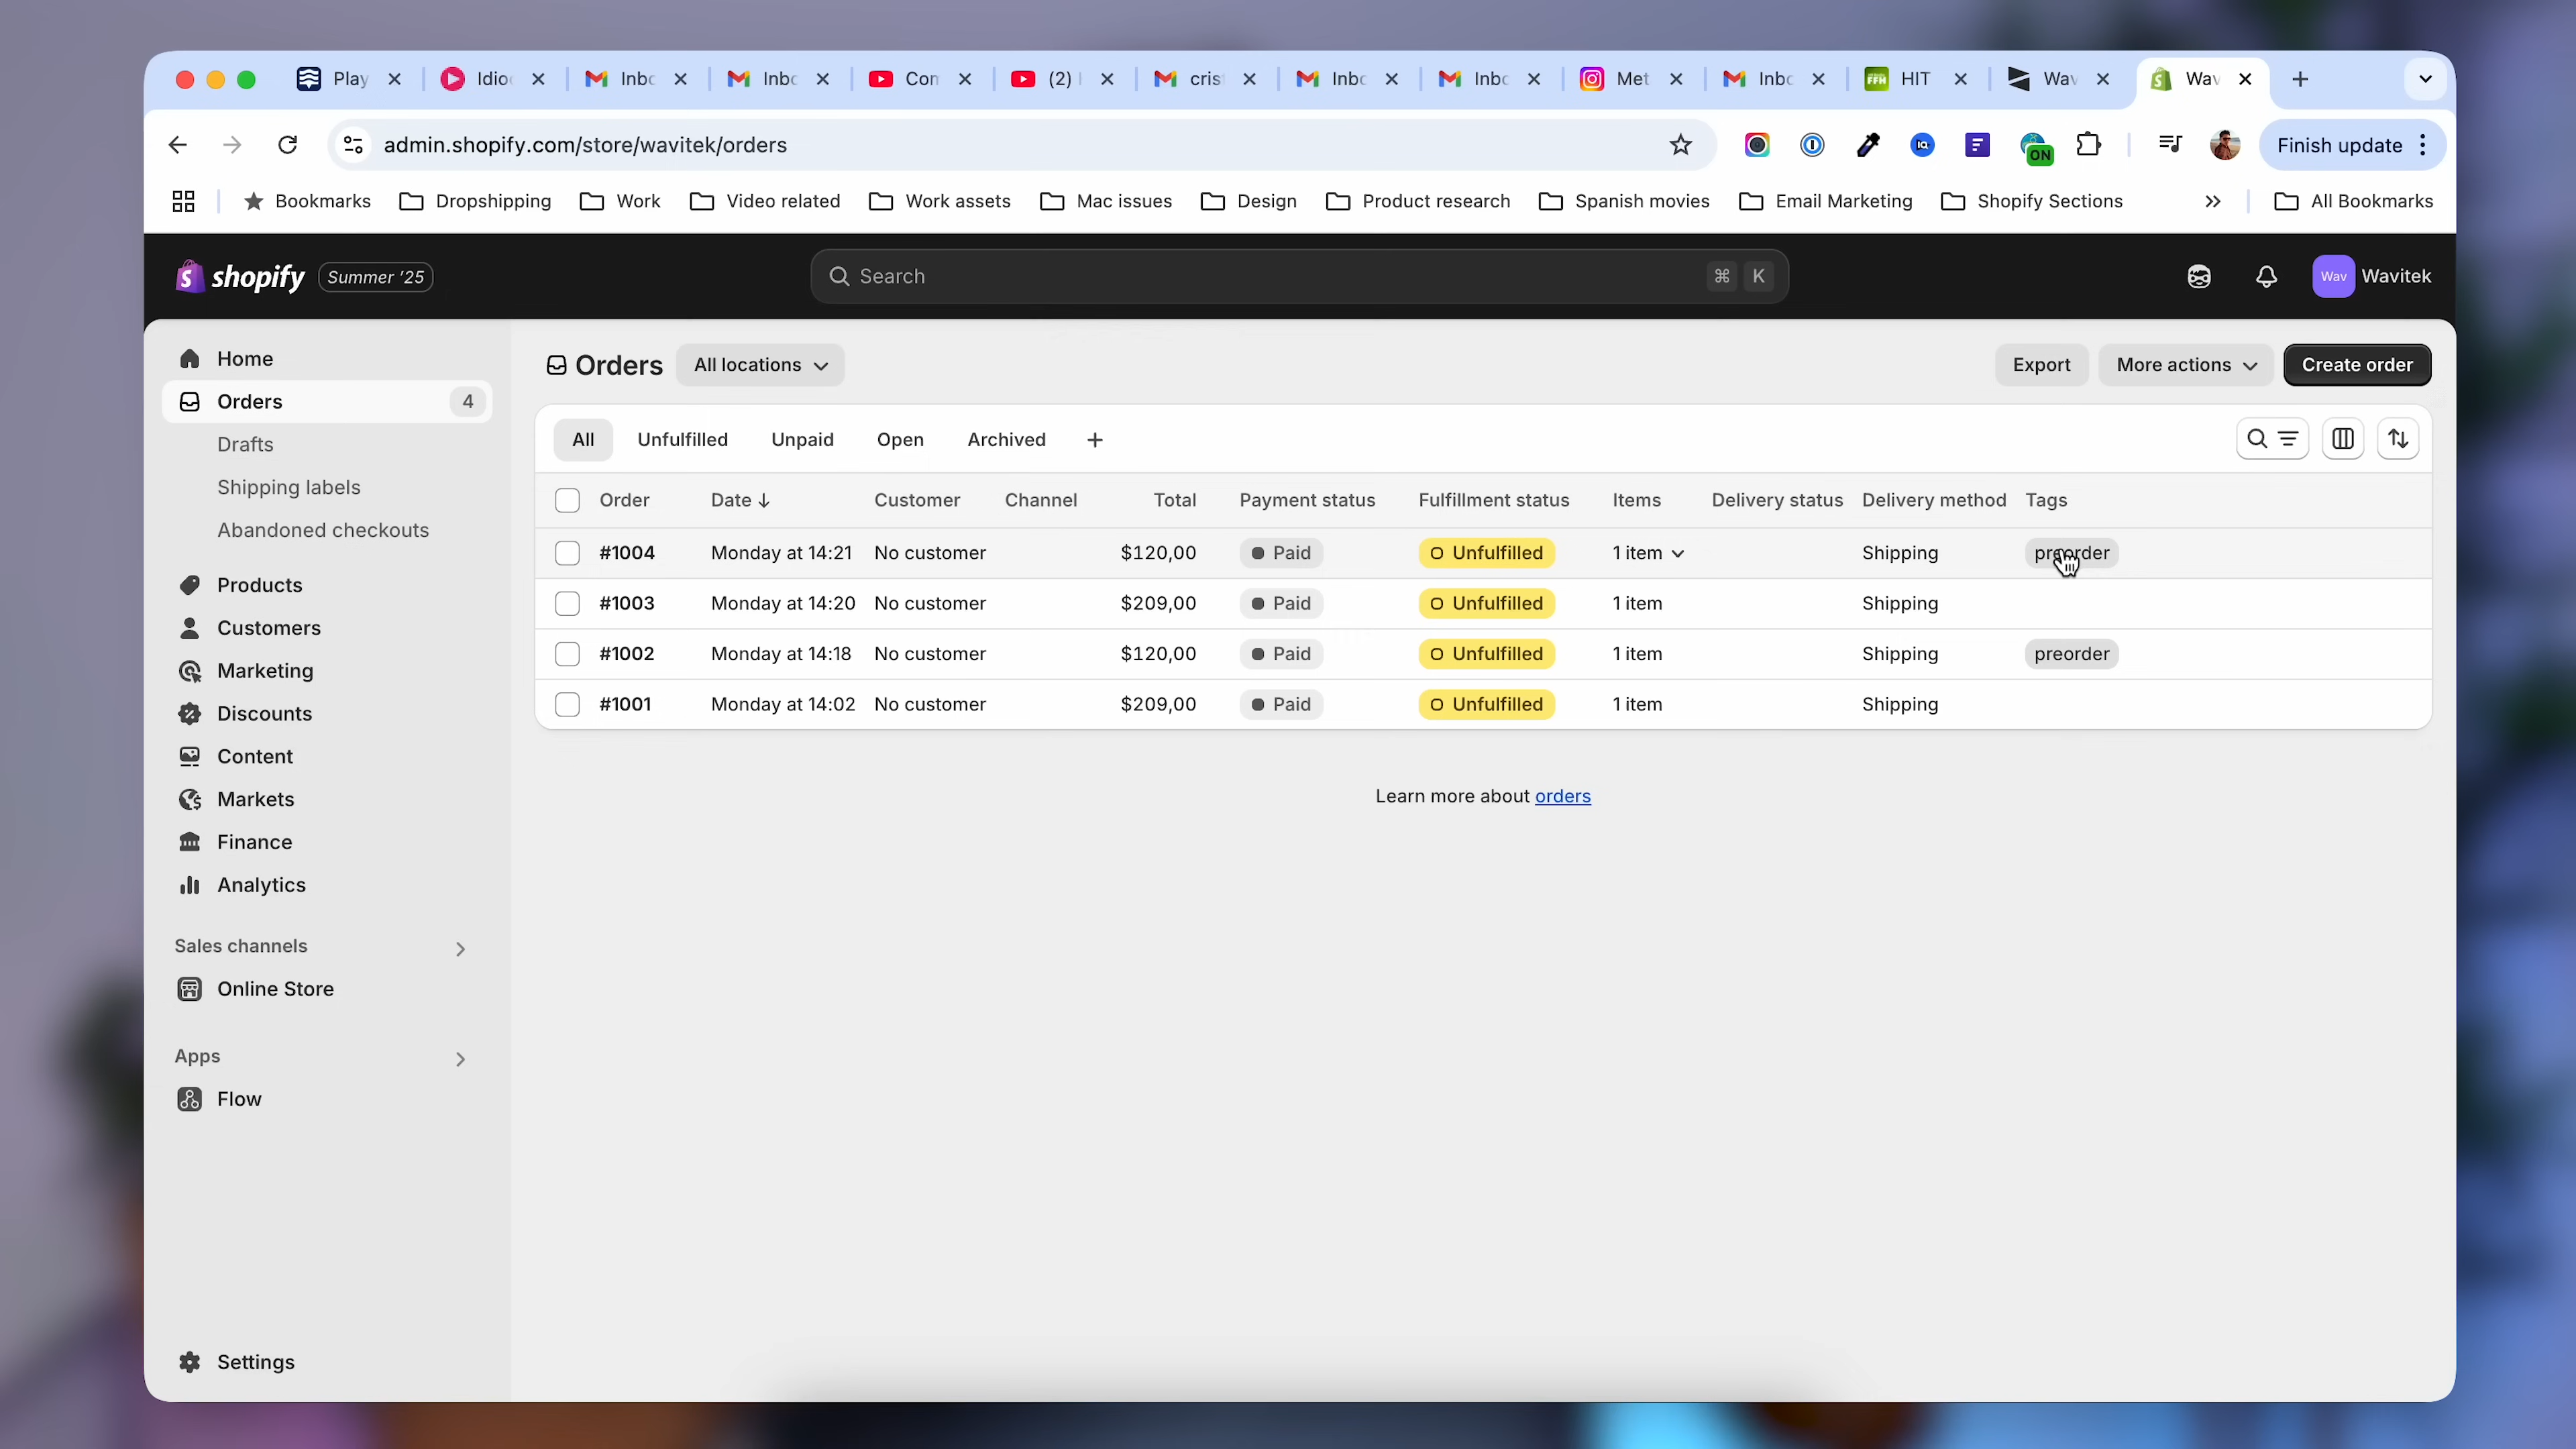 Play Idio Inbo Inbo Con (2) cris Inbo Inbo Met Inbo HIT Wav Wav
admin.shopify.com/store/wavitek/orders ON Finish update
Bookmarks Dropshipping Work Video related Work assets Mac issues Design Product research Spanish movies Email Marketing Shopify Sections All Bookmarks
shopify Summer '25 Search ⌘ K Wav Wavitek
Home
Orders 4
Drafts
Shipping labels
Abandoned checkouts
Products
Customers
Marketing
Discounts
Content
Markets
Finance
Analytics
Sales channels
Online Store
Apps
Flow
Settings
Orders All locations Export More actions Create order
All Unfulfilled Unpaid Open Archived
Order Date Customer Channel Total Payment status Fulfillment status Items Delivery status Delivery method Tags
#1004 Monday at 14:21 No customer $120,00 Paid Unfulfilled 1 item Shipping preorder
#1003 Monday at 14:20 No customer $209,00 Paid Unfulfilled 1 item Shipping
#1002 Monday at 14:18 No customer $120,00 Paid Unfulfilled 1 item Shipping preorder
#1001 Monday at 14:02 No customer $209,00 Paid Unfulfilled 1 item Shipping
Learn more about orders